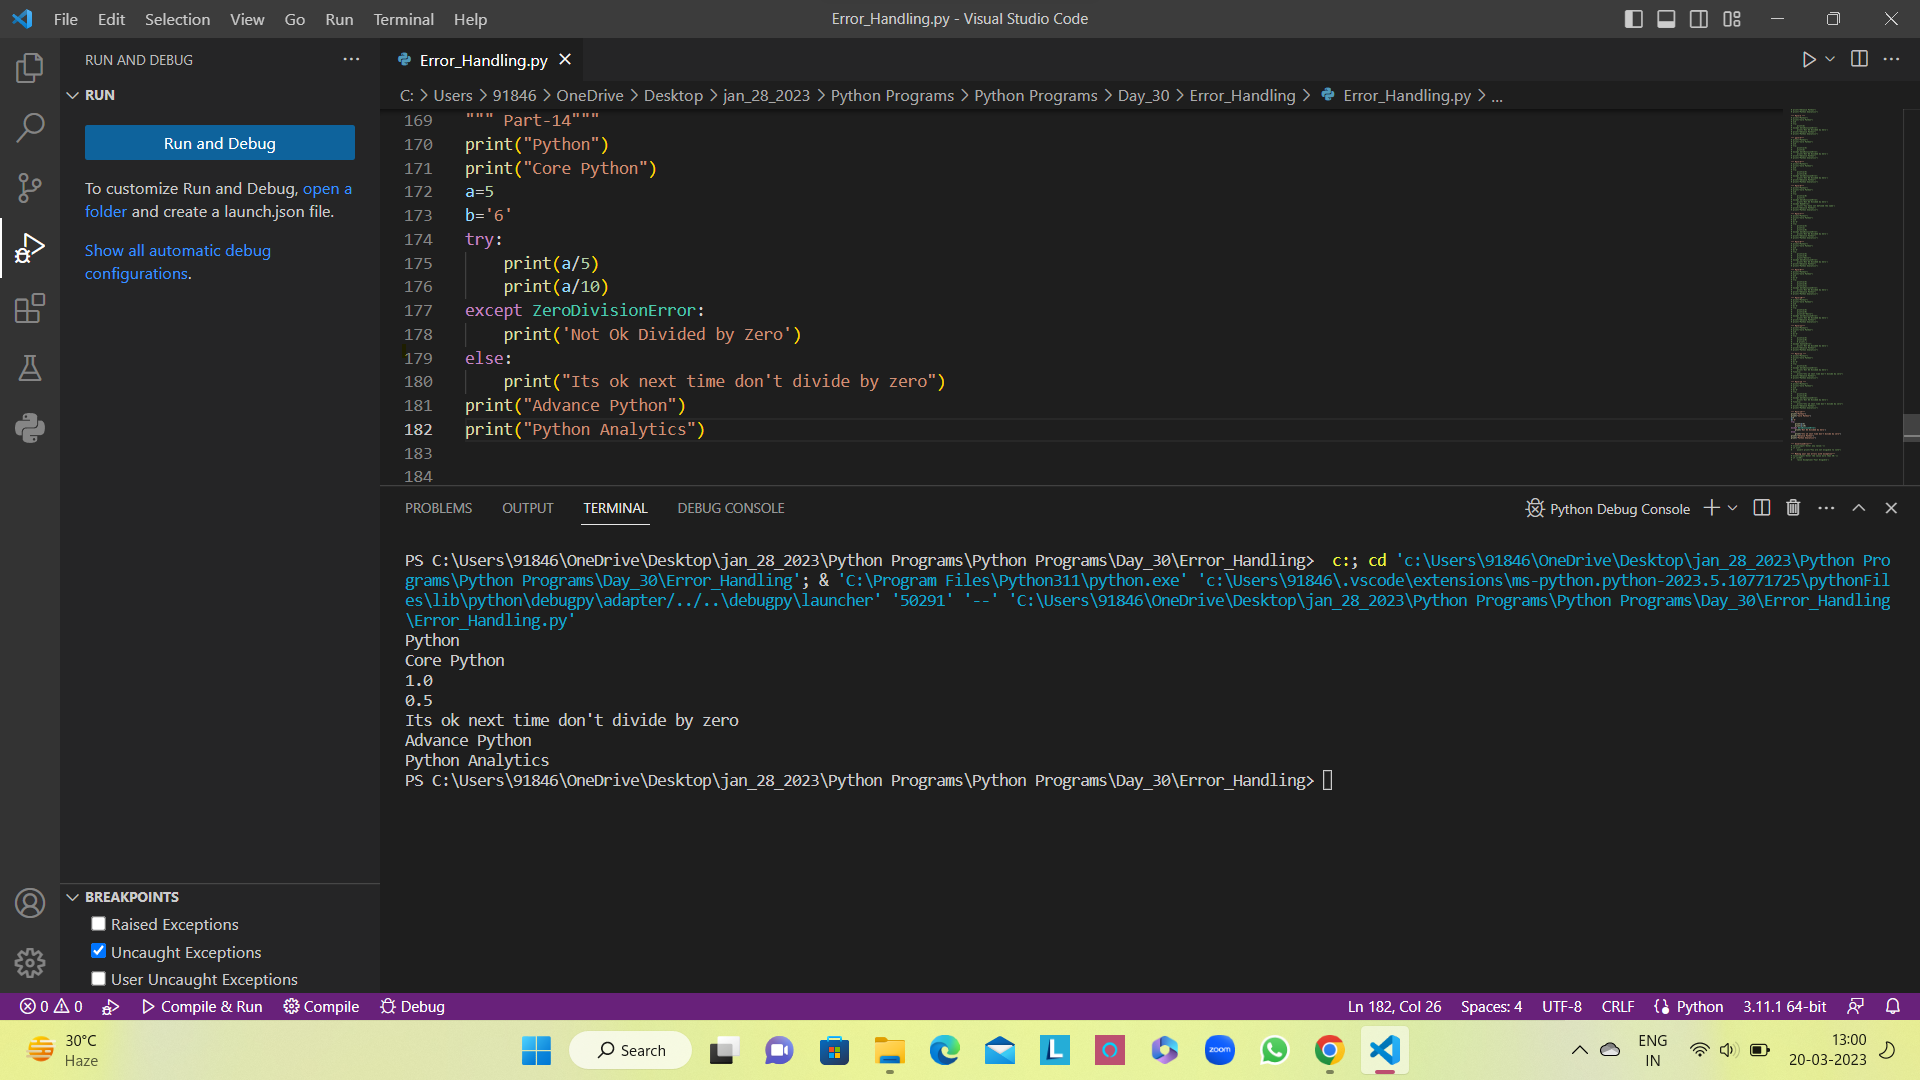 File Edit Selection View Go Run Terminal Help
Error_Handling.py - Visual Studio Code
RUN AND DEBUG
RUN
Run and Debug
To customize Run and Debug, open a
folder and create a launch.json file.
Show all automatic debug
configurations.
Error_Handling.py
C: > Users > 91846 > OneDrive > Desktop > jan_28_2023 > Python Programs > Python Programs > Day_30 > Error_Handling > Error_Handling.py > ...
169 """ Part-14"""
170 print("Python")
171 print("Core Python")
172 a=5
173 b='6'
174 try:
175     print(a/5)
176     print(a/10)
177 except ZeroDivisionError:
178     print('Not Ok Divided by Zero')
179 else:
180     print("Its ok next time don't divide by zero")
181 print("Advance Python")
182 print("Python Analytics")
183
184
PROBLEMS OUTPUT TERMINAL DEBUG CONSOLE
Python Debug Console
PS C:\Users\91846\OneDrive\Desktop\jan_28_2023\Python Programs\Python Programs\Day_30\Error_Handling>  c:; cd 'c:\Users\91846\OneDrive\Desktop\jan_28_2023\Python Pro
grams\Python Programs\Day_30\Error_Handling'; & 'C:\Program Files\Python311\python.exe' 'c:\Users\91846\.vscode\extensions\ms-python.python-2023.5.10771725\pythonFil
es\lib\python\debugpy\adapter/../..\debugpy\launcher' '50291' '--' 'C:\Users\91846\OneDrive\Desktop\jan_28_2023\Python Programs\Python Programs\Day_30\Error_Handling
\Error_Handling.py'
Python
Core Python
1.0
0.5
Its ok next time don't divide by zero
Advance Python
Python Analytics
PS C:\Users\91846\OneDrive\Desktop\jan_28_2023\Python Programs\Python Programs\Day_30\Error_Handling>
BREAKPOINTS
Raised Exceptions
Uncaught Exceptions
User Uncaught Exceptions
0 0 Compile & Run Compile Debug
Ln 182, Col 26 Spaces: 4 UTF-8 CRLF Python 3.11.1 64-bit
30°C
Haze
Search
zoom
ENG
IN
13:00
20-03-2023